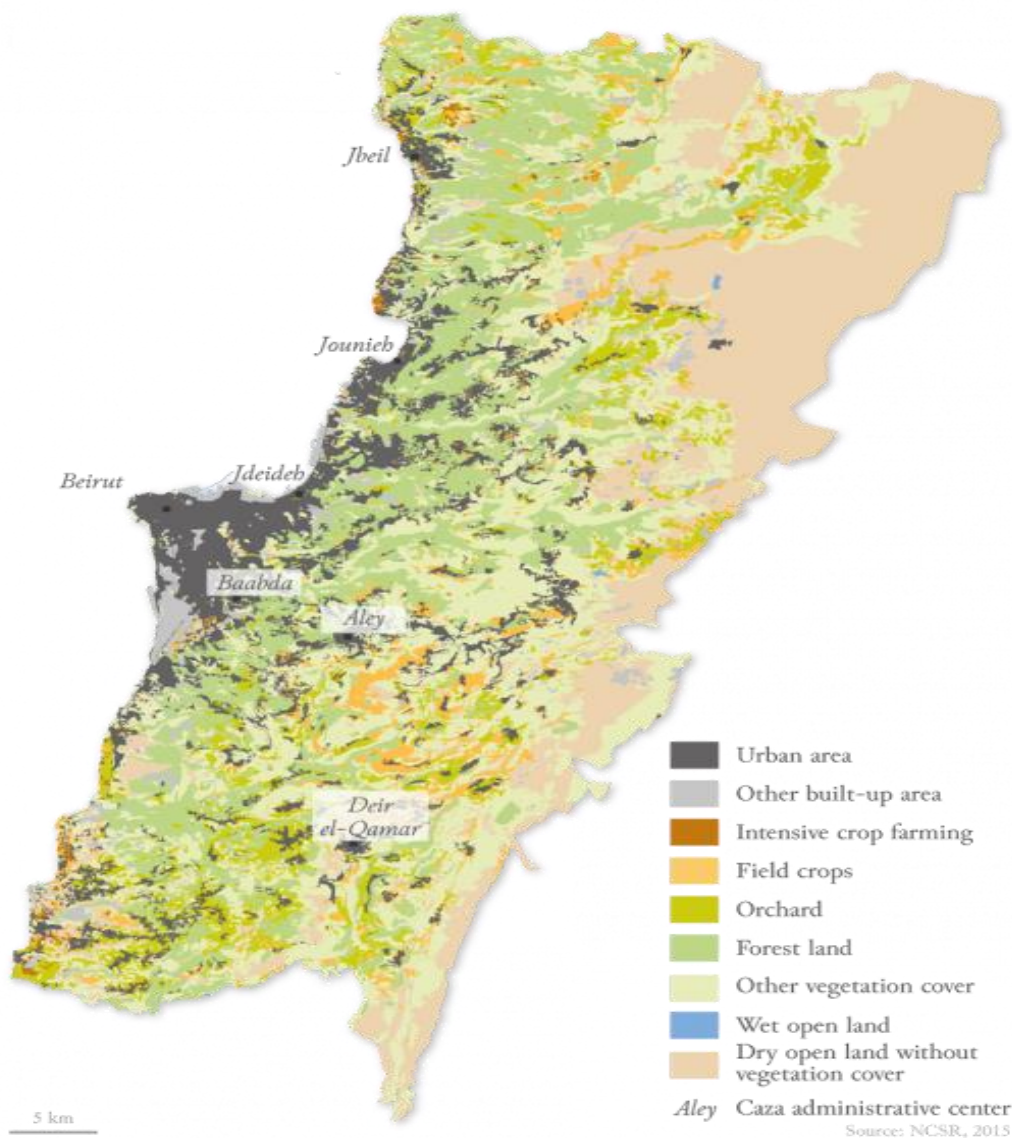 Jbeil
Jounieh
Beirut
Jdeideh
Baabda
Aley
Deir
el-Qamar
Urban area
Other built-up area
Intensive crop farming
Field crops
Orchard
Forest land
Other vegetation cover
Wet open land
Dry open land without
vegetation cover
Aley Caza administrative center
5 km
Source: NCSR, 2015